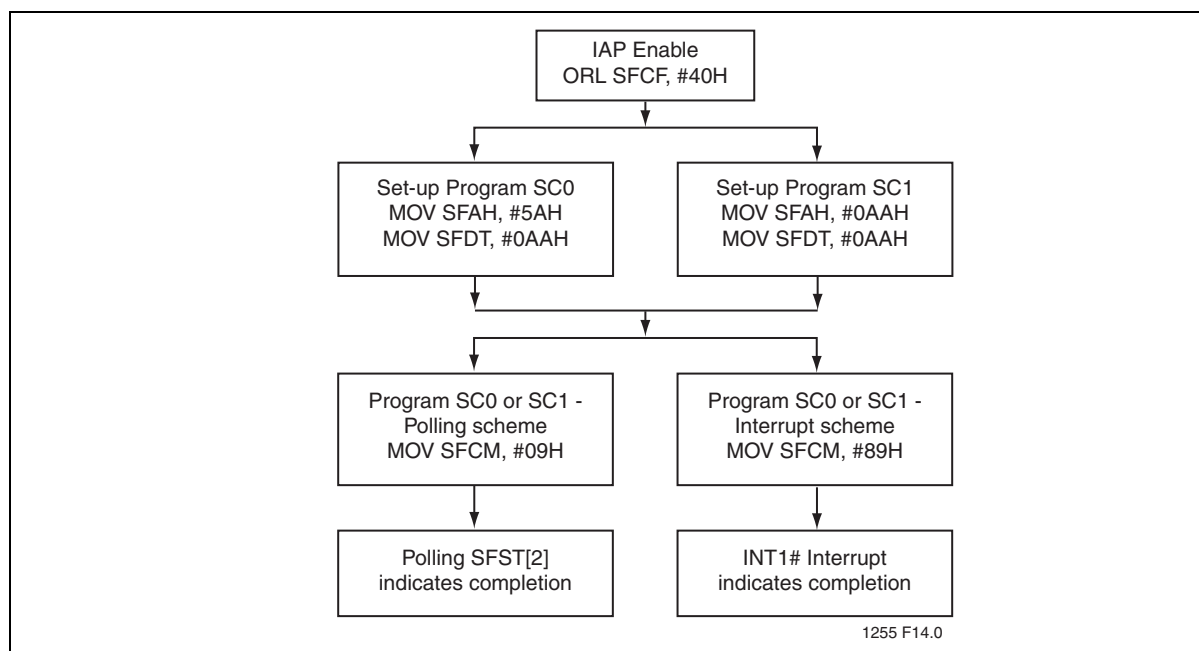 IAP Enable
ORL SFCF, #40H
Set-up Program SC0
MOV SFAH, #5AH
MOV SFDT, #0AAH
Set-up Program SC1
MOV SFAH, #0AAH
MOV SFDT, #0AAH
Program SC0 or SC1 -
Polling scheme
MOV SFCM, #09H
Program SC0 or SC1 -
Interrupt scheme
MOV SFCM, #89H
Polling SFST[2]
indicates completion
INT1# Interrupt
indicates completion
1255 F14.0